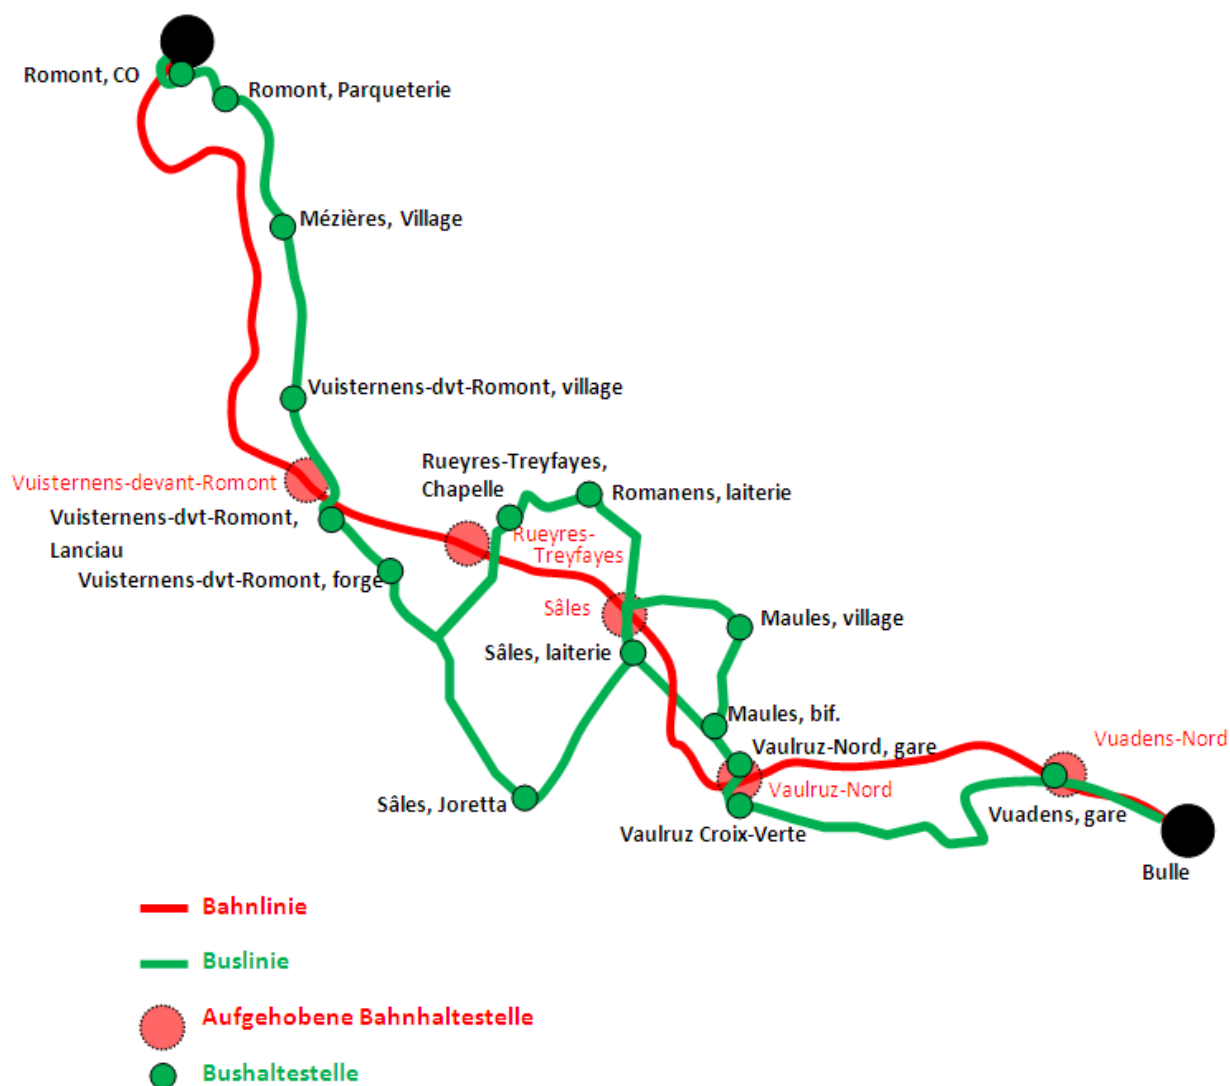 Romont, CO
Romont, Parqueterie
Mézières, Village
Vuisternens-dvt-Romont, village
Vuisternens-devant-Romont
Vuisternens-dvt-Romont,
Lanciau
Vuisternens-dvt-Romont, forge
Rueyres-Treyfayes,
Chapelle
Romanens, laiterie
Rueyres-
Treyfayes
Sâles
Sâles, laiterie
Maules, village
Maules, bif.
Vaulruz-Nord, gare
Vuadens-Nord
Vaulruz-Nord
Sâles, Joretta
Vaulruz Croix-Verte
Vuadens, gare
Bulle
Bahnlinie
Buslinie
Aufgehobene Bahnhaltestelle
Bushaltestelle